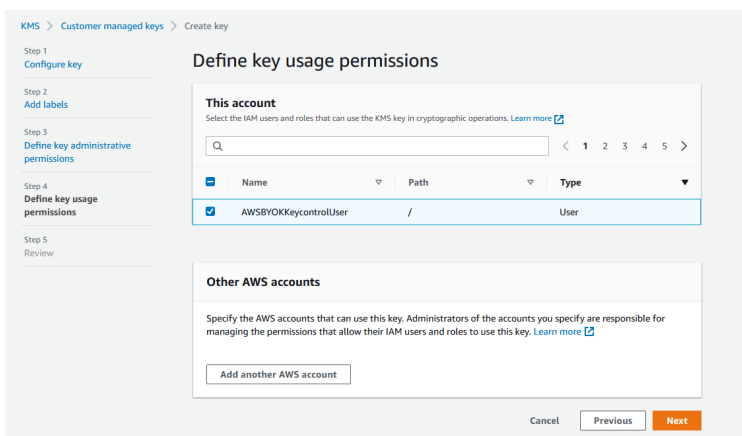 KMS > Customer managed keys > Create key
Step 1
Configure key
Step 2
Add labels
Step 3
Define key administrative
permissions
Step 4
Define key usage
permissions
Step 5
Review
Define key usage permissions
This account
Select the IAM users and roles that can use the KMS key in cryptographic operations. Learn more
< 1 2 3 4 5 >
Name Path Type
AWSBYOKKeycontrolUser / User
Other AWS accounts
Specify the AWS accounts that can use this key. Administrators of the accounts you specify are responsible for
managing the permissions that allow their IAM users and roles to use this key. Learn more
Add another AWS account
Cancel Previous Next